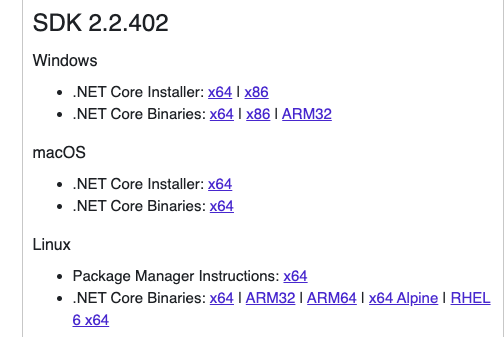 SDK 2.2.402
Windows
• .NET Core Installer: x64 | x86
• .NET Core Binaries: x64 | x86 | ARM32
macOS
• .NET Core Installer: x64
• .NET Core Binaries: x64
Linux
• Package Manager Instructions: x64
• .NET Core Binaries: x64 | ARM32 | ARM64 | x64 Alpine | RHEL
6 x64